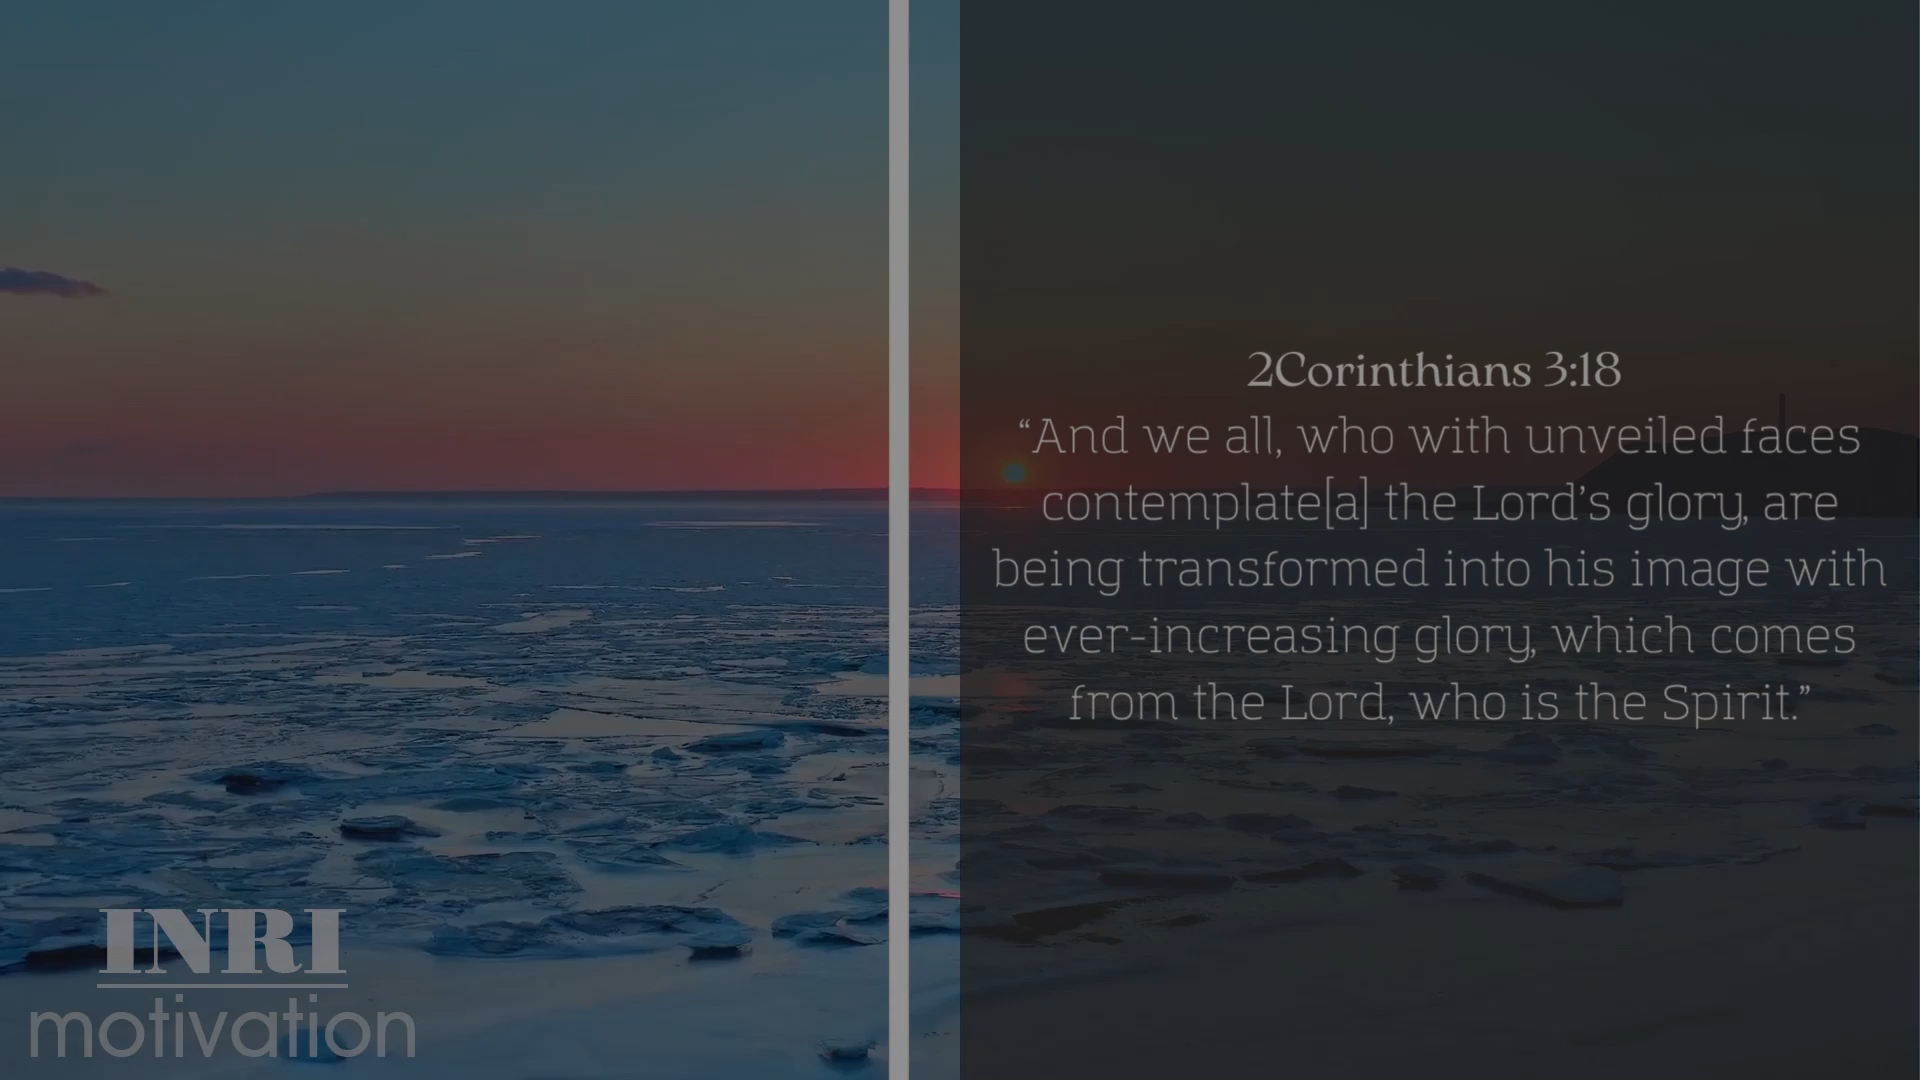 2Corinthians 3:18
“And we all, who with unveiled faces
contemplate[a] the Lord’s glory, are
being transformed into his image with
ever-increasing glory, which comes
from the Lord, who is the Spirit.”
INRI
motivation